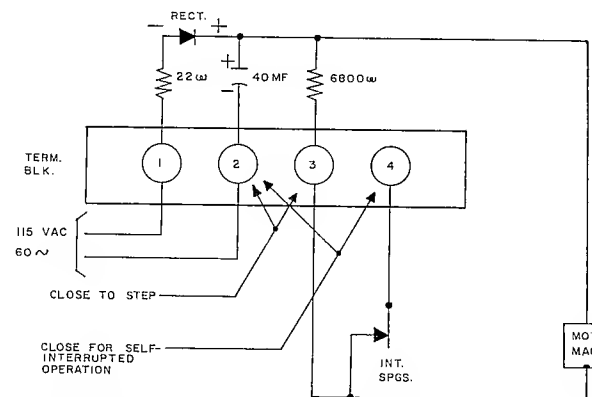 RECT.
− +
22ω
+
−
40 MF
6800ω
TERM.
BLK.
1
2
3
4
115 VAC
60~
CLOSE TO STEP
CLOSE FOR SELF-
INTERRUPTED
OPERATION
INT.
SPGS.
MOT
MAG